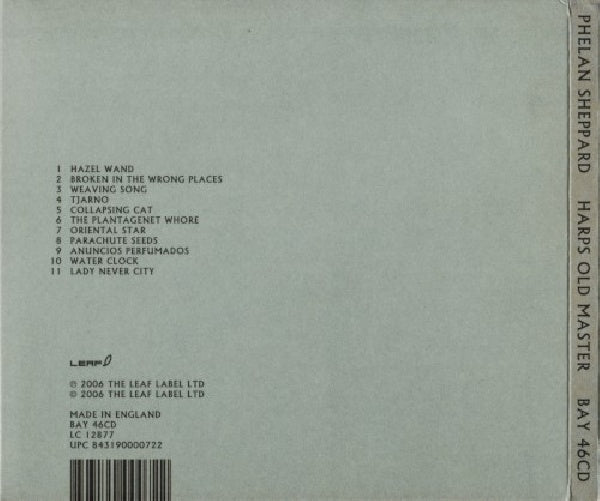 1 HAZEL WAND
2 BROKEN IN THE WRONG PLACES
3 WEAVING SONG
4 TJARNO
5 COLLAPSING CAT
6 THE PLANTAGENET WHORE
7 ORIENTAL STAR
8 PARACHUTE SEEDS
9 ANUNCIOS PERFUMADOS
10 WATER CLOCK
11 LADY NEVER CITY
LEAF
℗ 2006 THE LEAF LABEL LTD
© 2006 THE LEAF LABEL LTD
MADE IN ENGLAND
BAY 46CD
LC 12877
UPC 843190000722
PHELAN SHEPPARD HARPS OLD MASTER BAY 46CD